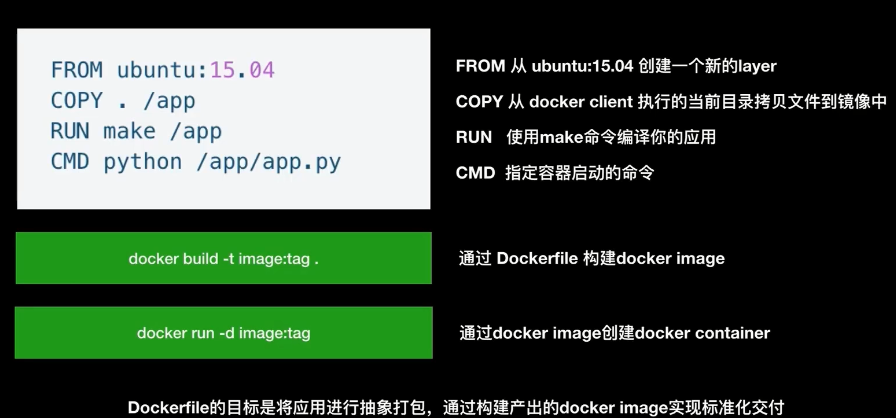 FROM ubuntu:15.04
COPY . /app
RUN make /app
CMD python /app/app.py
FROM 从 ubuntu:15.04 创建一个新的layer
COPY 从 docker client 执行的当前目录拷贝文件到镜像中
RUN 使用make命令编译你的应用
CMD 指定容器启动的命令
docker build -t image:tag .
通过 Dockerfile 构建docker image
docker run -d image:tag
通过docker image创建docker container
Dockerfile的目标是将应用进行抽象打包，通过构建产出的docker image实现标准化交付